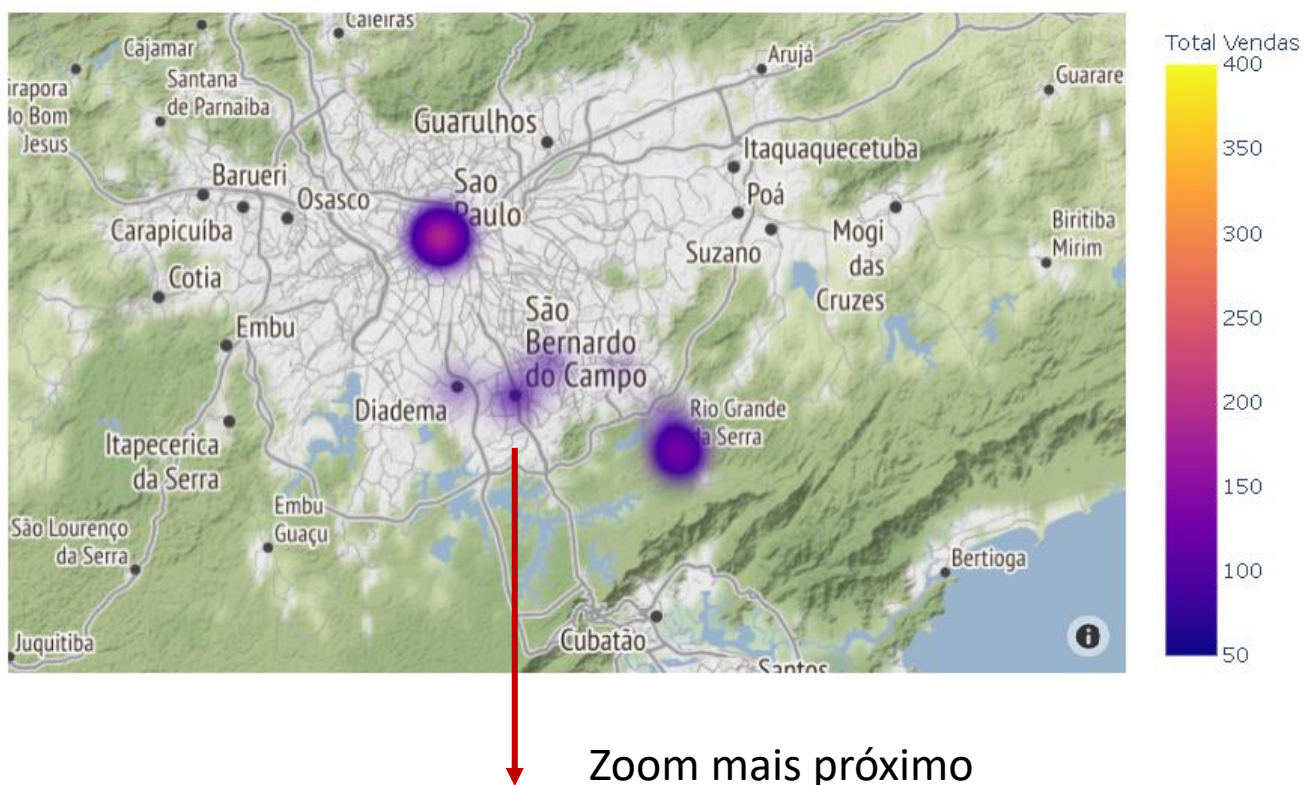 Caieiras
Cajamar
Arujá
Total Vendas
400
irapora
do Bom
Jesus
Santana
de Parnaiba
Guarare
Guarulhos
350
Itaquaquecetuba
Barueri
Osasco
Sao
Paulo
Poá
300
Carapicuíba
Suzano
Mogi
das
Cruzes
Biritiba
Mirim
Cotia
250
Embu
São
Bernardo
do Campo
Diadema
200
Rio Grande
da Serra
Itapecerica
da Serra
150
Embu
Guaçu
São Lourenço
da Serra
Bertioga
100
Juquitiba
Cubatão
i
50
Santos
Zoom mais próximo